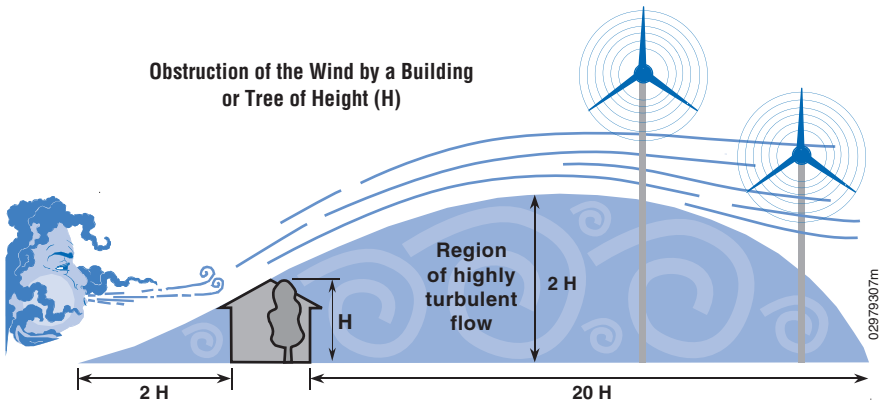 Obstruction of the Wind by a Building
or Tree of Height (H)
Region
of highly
turbulent
flow
2 H
H
2 H
20 H
02979307m